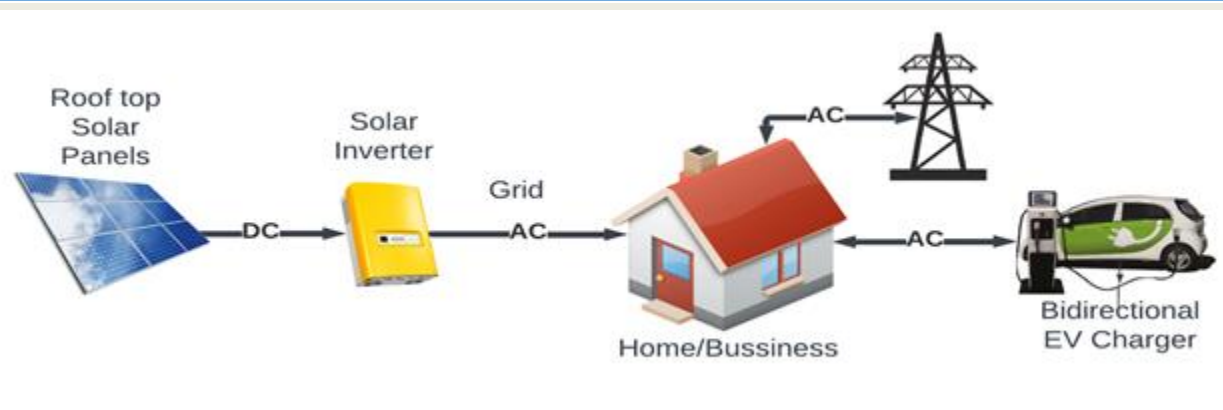 Roof top
Solar
Panels
DC
Solar
Inverter
Grid
AC
Home/Bussiness
AC
AC
Bidirectional
EV Charger